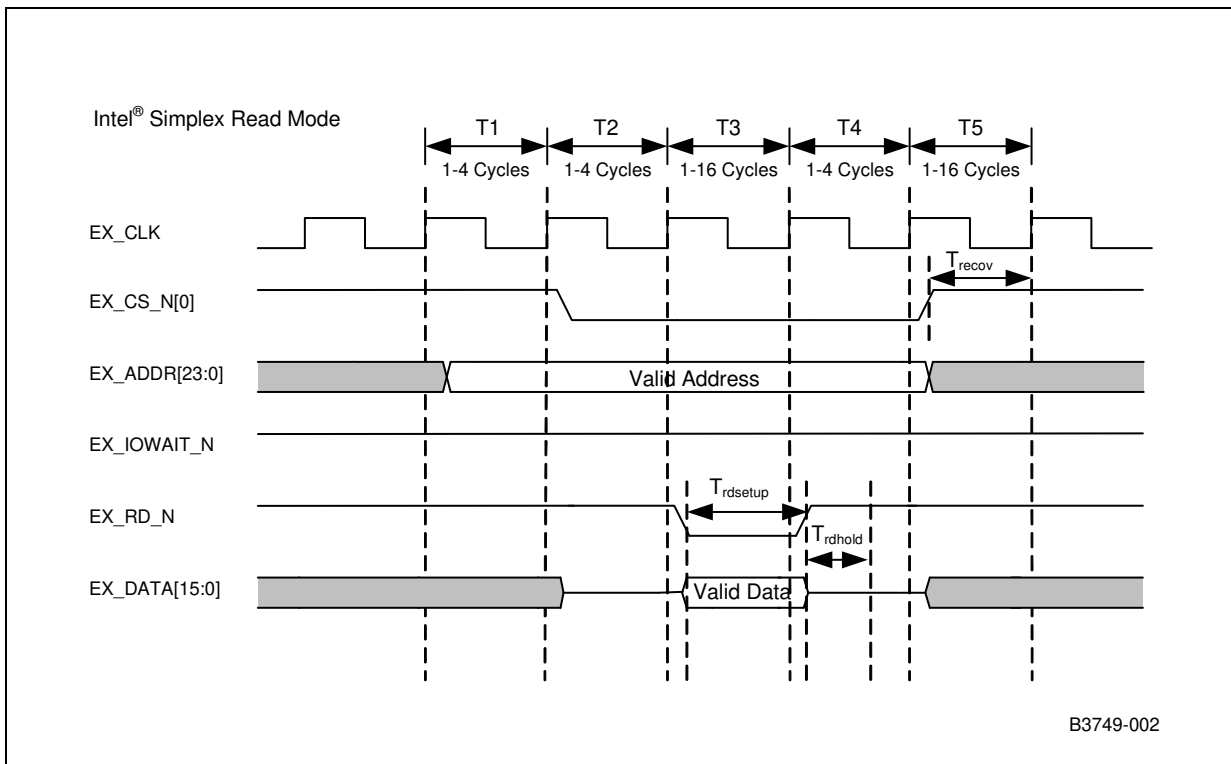 Intel® Simplex Read Mode
T1 T2 T3 T4 T5
1-4 Cycles 1-4 Cycles 1-16 Cycles 1-4 Cycles 1-16 Cycles
EX_CLK
Trecov
EX_CS_N[0]
EX_ADDR[23:0] Valid Address
EX_IOWAIT_N
Trdsetup
EX_RD_N
Trdhold
EX_DATA[15:0] Valid Data
B3749-002